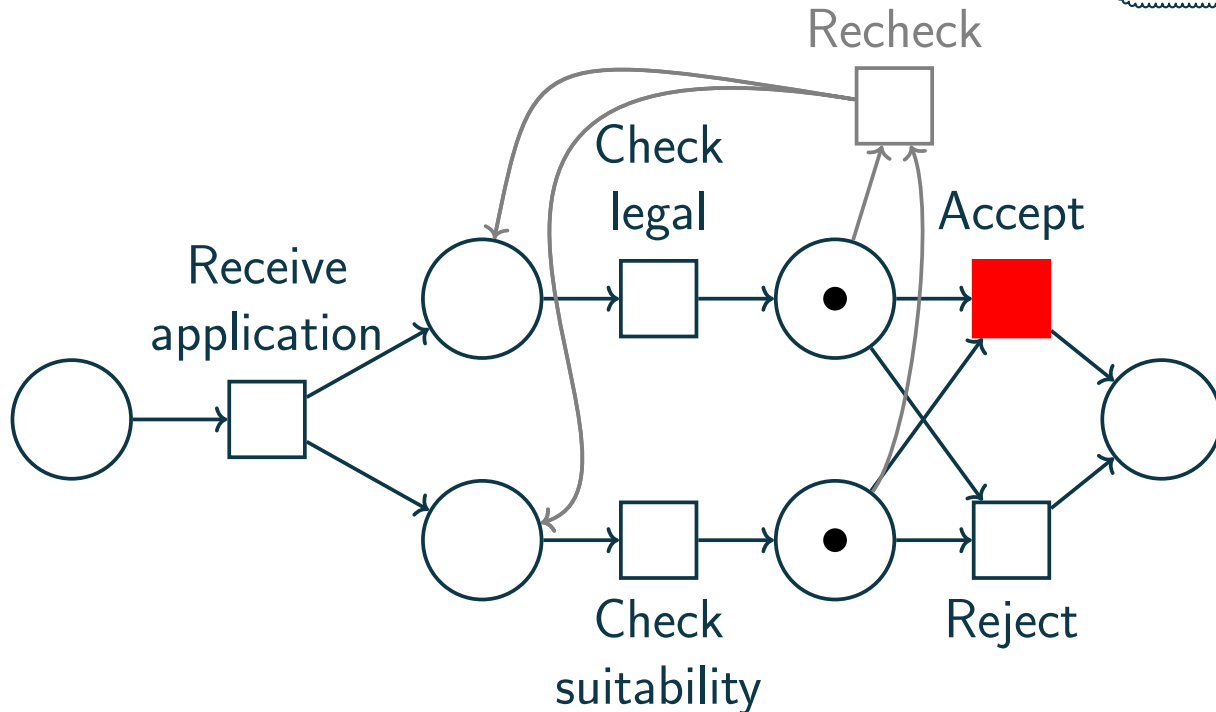 Recheck
Check
legal
Accept
Receive
application
Check
suitability
Reject